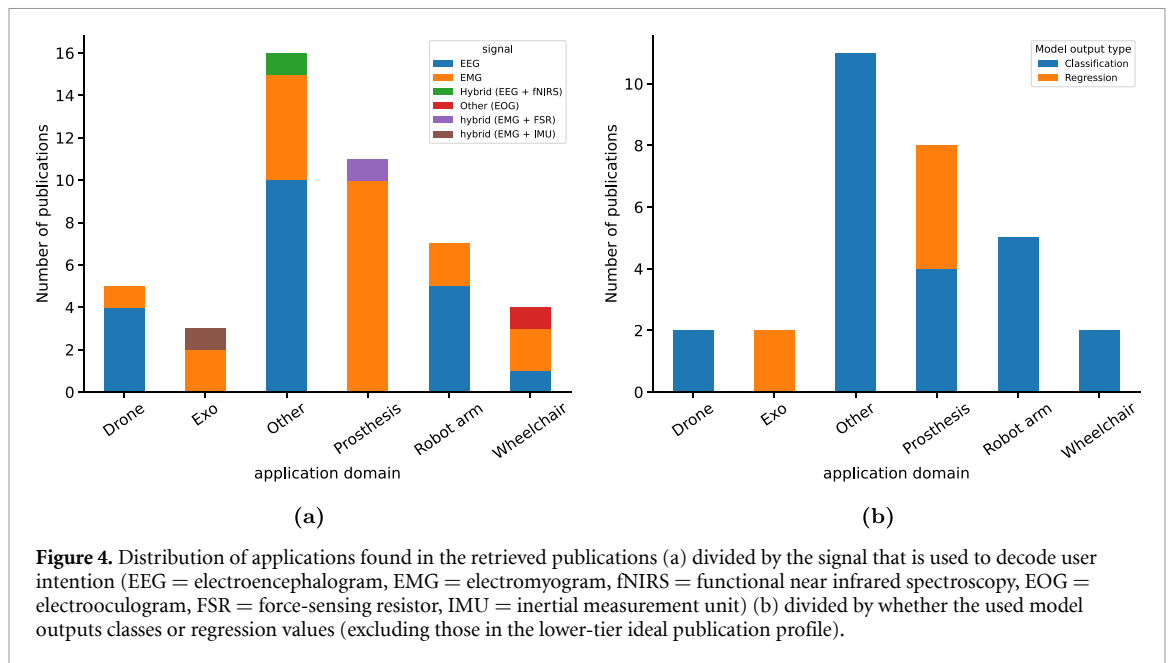 16
14
12
10
8
6
4
2
0
Number of publications
signal
EEG
EMG
Hybrid (EEG + fNIRS)
Other (EOG)
hybrid (EMG + FSR)
hybrid (EMG + IMU)
Drone
Exo
Other
Prosthesis
Robot arm
Wheelchair
application domain
(a)
10
8
6
4
2
0
Number of publications
Model output type
Classification
Regression
Drone
Exo
Other
Prosthesis
Robot arm
Wheelchair
application domain
(b)
Figure 4. Distribution of applications found in the retrieved publications (a) divided by the signal that is used to decode user
intention (EEG = electroencephalogram, EMG = electromyogram, fNIRS = functional near infrared spectroscopy, EOG =
electrooculogram, FSR = force-sensing resistor, IMU = inertial measurement unit) (b) divided by whether the used model
outputs classes or regression values (excluding those in the lower-tier ideal publication profile).